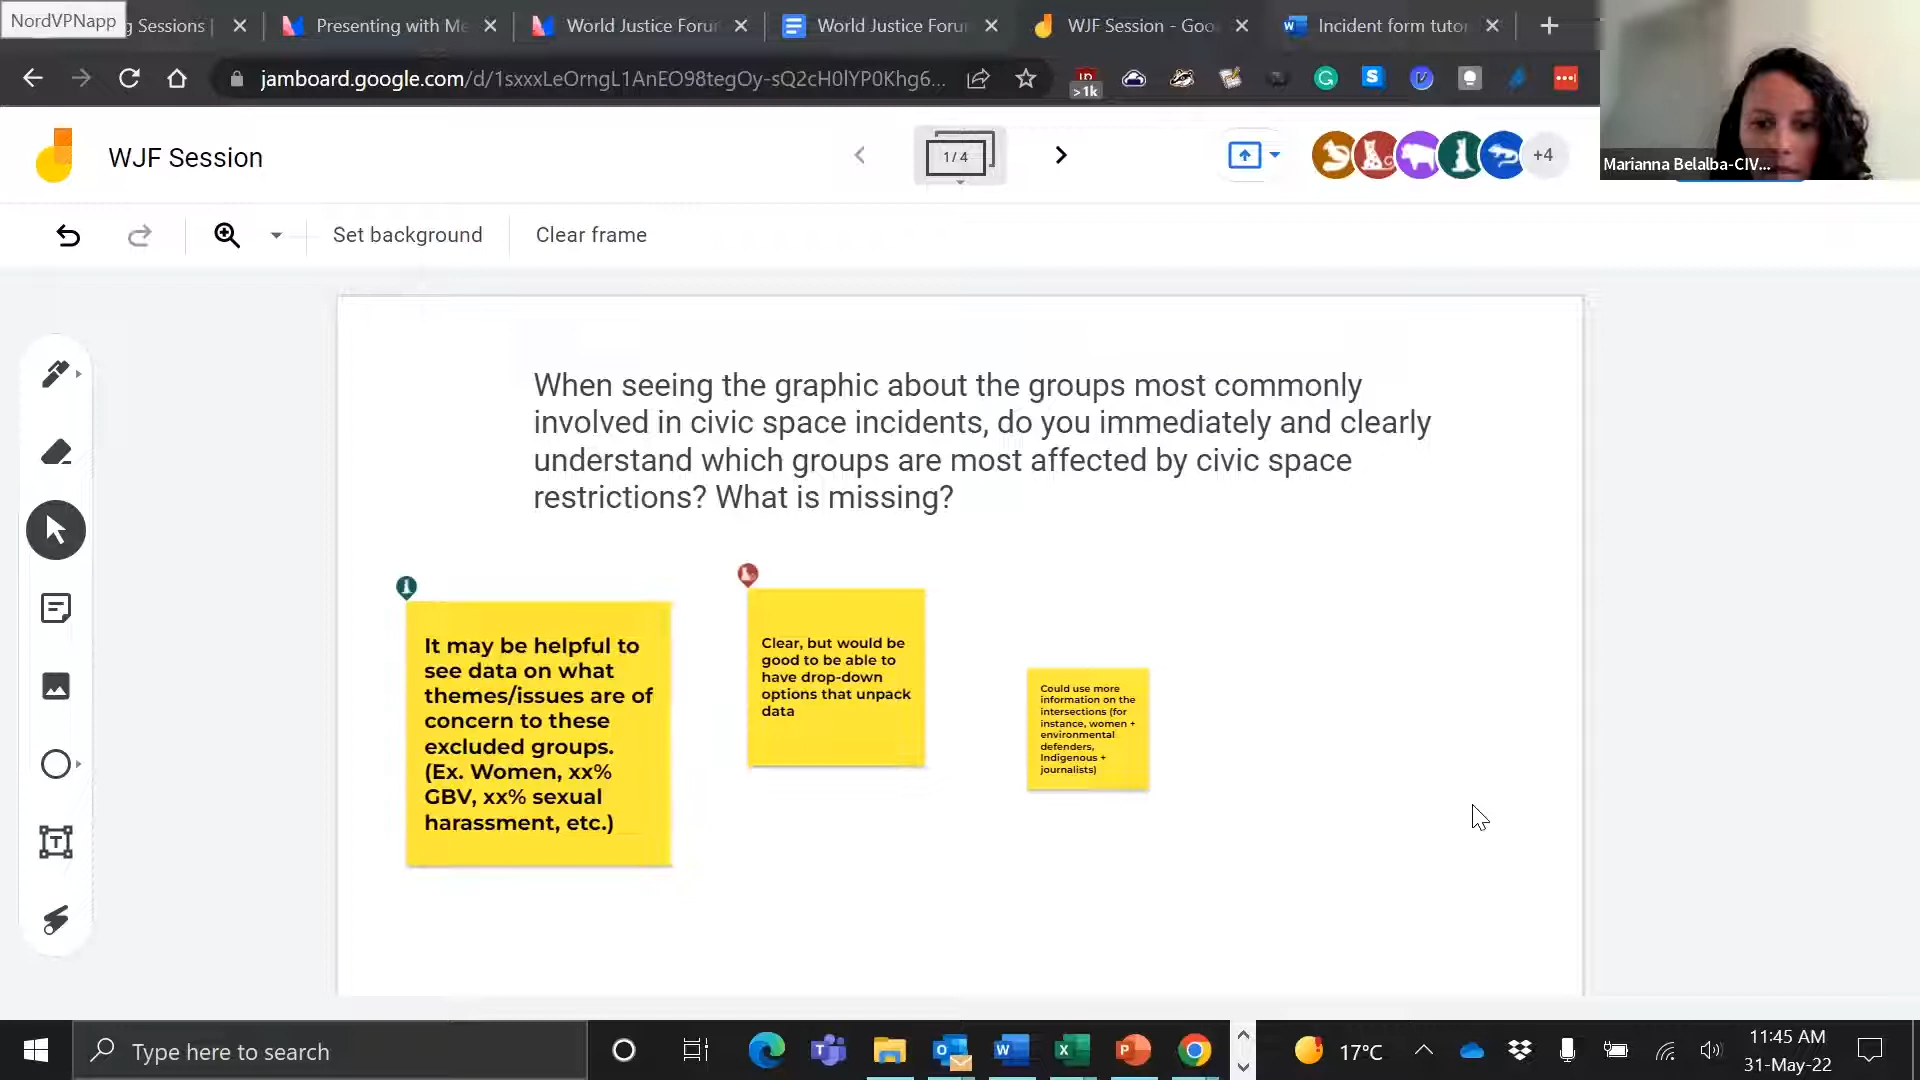 NordVPNapp
g Sessions |
Presenting with Me
World Justice Foru
World Justice Foru
WJF Session - Goo
Incident form tutor
jamboard.google.com/d/1sxxxLeOrngL1AnEO98tegOy-sQ2cH0lYP0Khg6...
>1k
WJF Session
1 / 4
+4
Marianna Belalba-CIV...
Set background
Clear frame
When seeing the graphic about the groups most commonly
involved in civic space incidents, do you immediately and clearly
understand which groups are most affected by civic space
restrictions? What is missing?
It may be helpful to
see data on what
themes/issues are of
concern to these
excluded groups.
(Ex. Women, xx%
GBV, xx% sexual
harassment, etc.)
Clear, but would be
good to be able to
have drop-down
options that unpack
data
Could use more
information on the
intersections (for
instance, women +
environmental
defenders,
Indigenous +
journalists)
Type here to search
17°C
11:45 AM
31-May-22